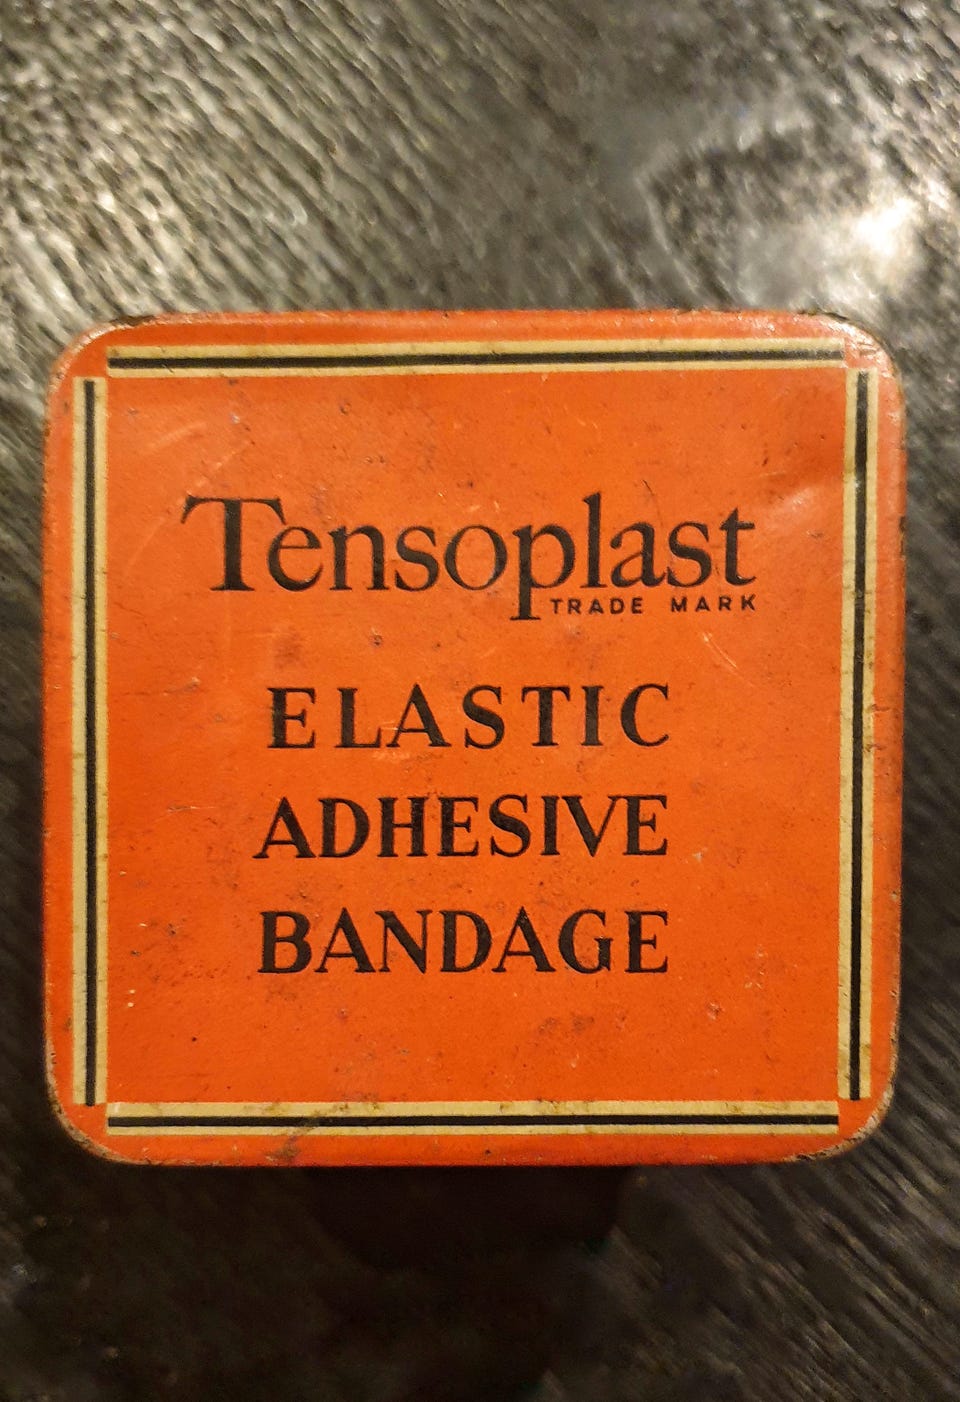 Tensoplast
TRADE MARK
ELASTIC
ADHESIVE
BANDAGE